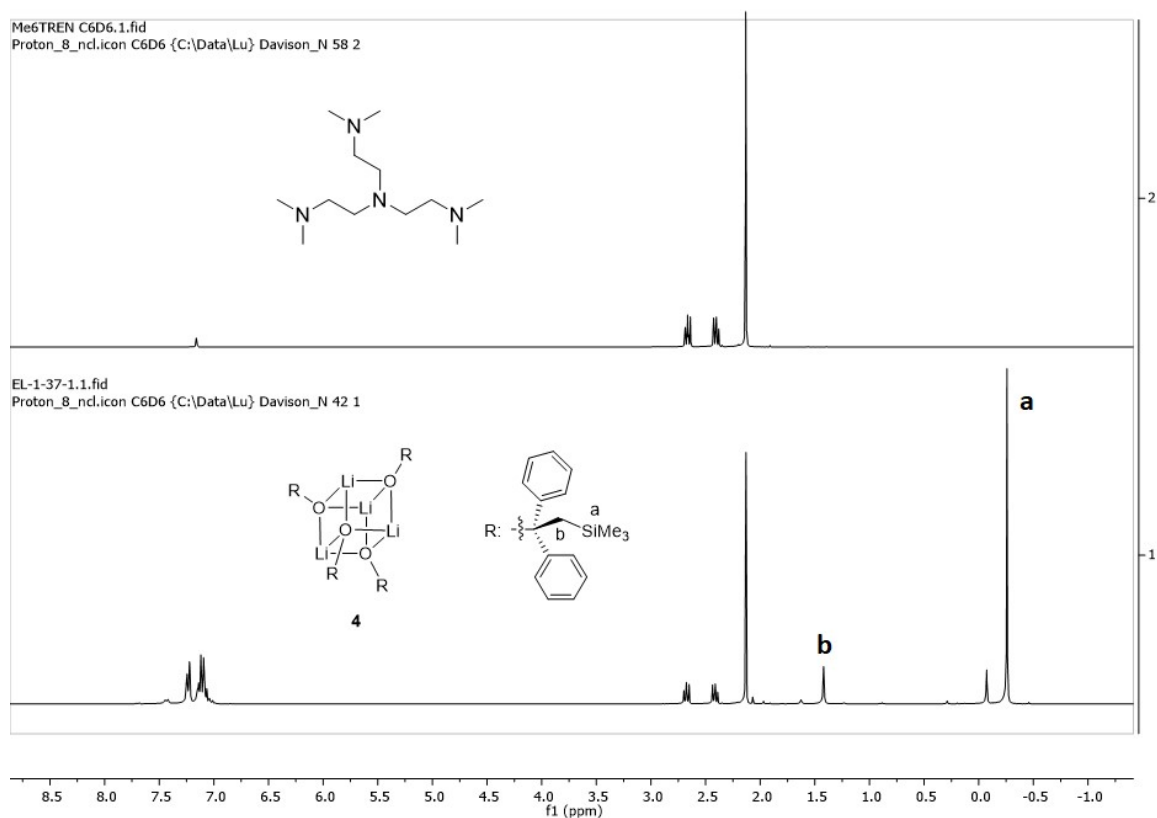 Me6TREN C6D6.1.fid
Proton_8_ncl.icon C6D6 {C:\Data\Lu} Davison_N 58 2
N
N
N
N
2
EL-1-37-1.1.fid
Proton_8_ncl.icon C6D6 {C:\Data\Lu} Davison_N 42 1
a
R
Li
O
R
O
Li
O
Li
Li
O
R
R
4
R:
a
b
SiMe3
b
1
8.5 8.0 7.5 7.0 6.5 6.0 5.5 5.0 4.5 4.0 3.5 3.0 2.5 2.0 1.5 1.0 0.5 0.0 -0.5 -1.0
f1 (ppm)